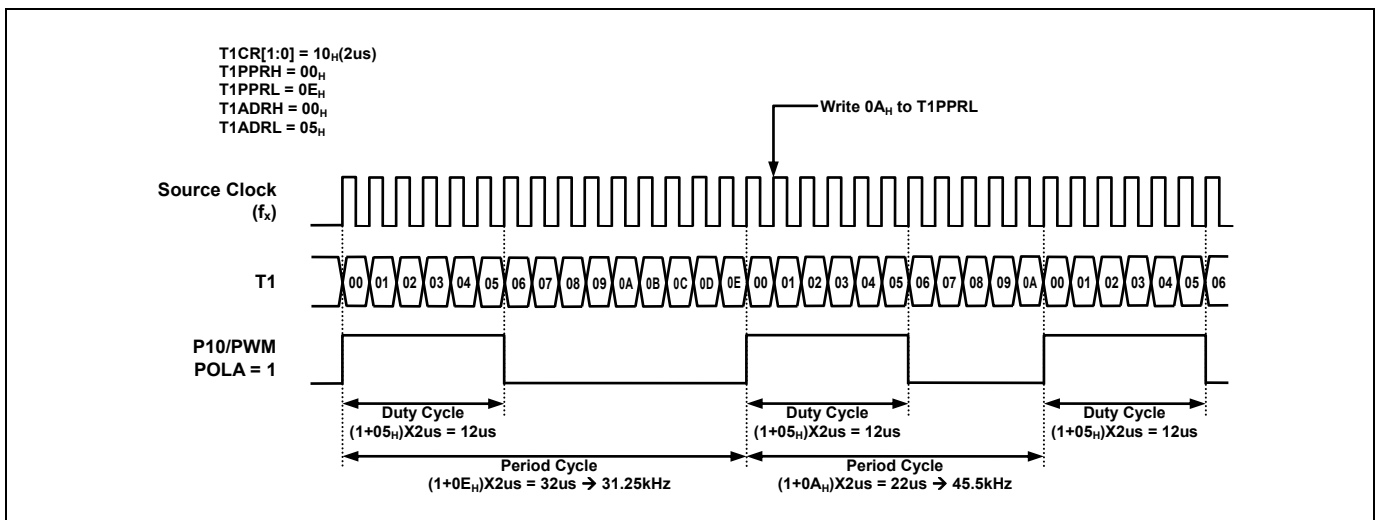 T1CR[1:0] = 10H(2us)
T1PPRH = 00H
T1PPRL = 0EH
T1ADRH = 00H
T1ADRL = 05H
Write 0AH to T1PPRL
Source Clock
(fx)
T1
00 01 02 03 04 05 06 07 08 09 0A 0B 0C 0D 0E 00 01 02 03 04 05 06 07 08 09 0A 00 01 02 03 04 05 06
P10/PWM
POLA = 1
Duty Cycle
(1+05H)X2us = 12us
Duty Cycle
(1+05H)X2us = 12us
Duty Cycle
(1+05H)X2us = 12us
Period Cycle
(1+0EH)X2us = 32us → 31.25kHz
Period Cycle
(1+0AH)X2us = 22us → 45.5kHz